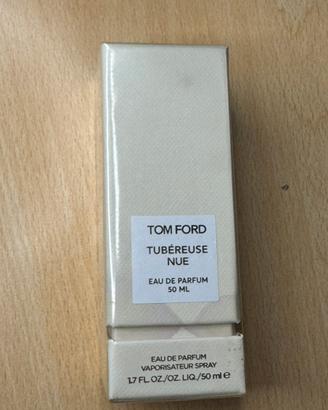 TOM FORD
TUBÉREUSE
NUE
EAU DE PARFUM
50 ML
EAU DE PARFUM
VAPORISATEUR SPRAY
1.7 FL.OZ./OZ. LIQ./50 ml e